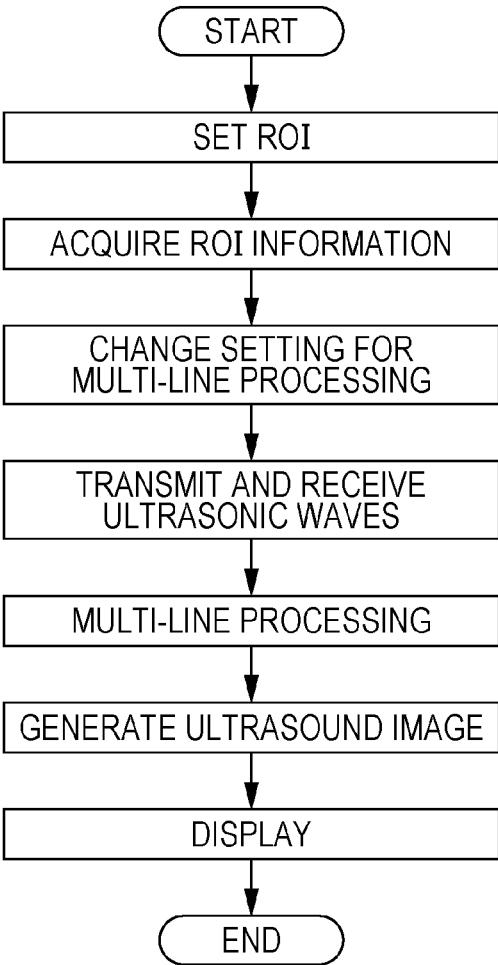 START
SET ROI
ACQUIRE ROI INFORMATION
CHANGE SETTING FOR
MULTI-LINE PROCESSING
TRANSMIT AND RECEIVE
ULTRASONIC WAVES
MULTI-LINE PROCESSING
GENERATE ULTRASOUND IMAGE
DISPLAY
END